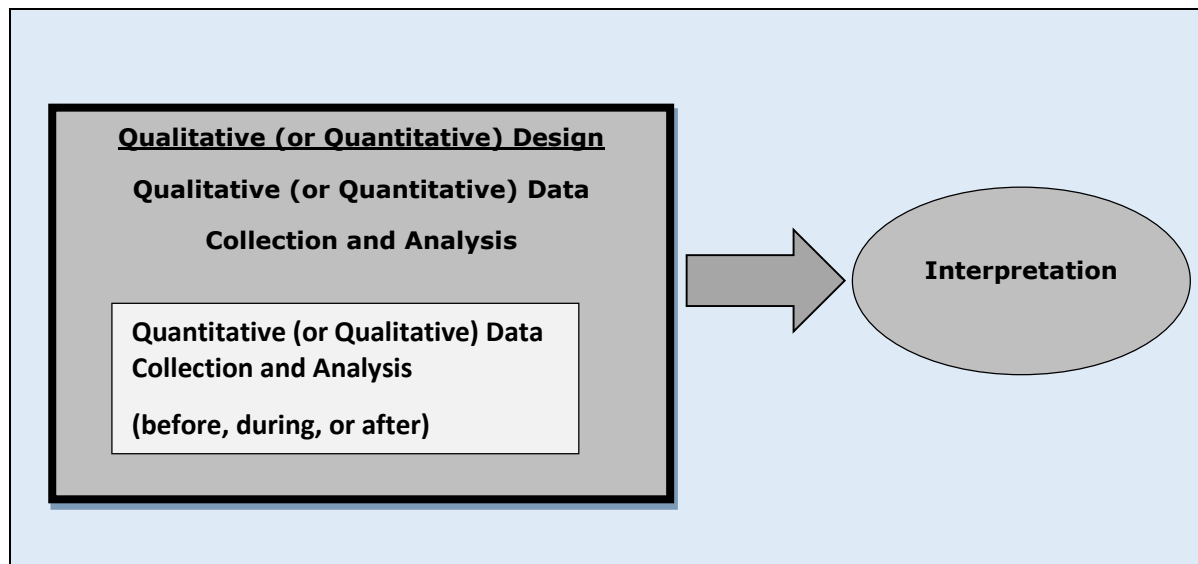 Qualitative (or Quantitative) Design
Qualitative (or Quantitative) Data
Collection and Analysis
Quantitative (or Qualitative) Data
Collection and Analysis
(before, during, or after)
Interpretation